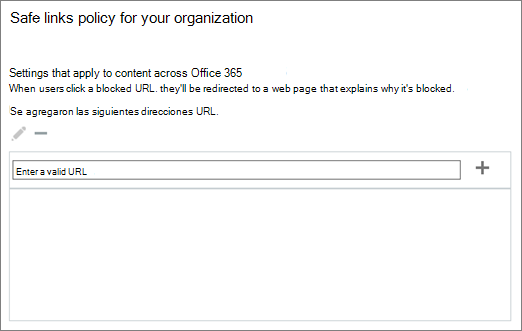 Safe links policy for your organization
Settings that apply to content across Office 365
When users click a blocked URL. they'll be redirected to a web page that explains why it's blocked.
Se agregaron las siguientes direcciones URL.
Enter a valid URL